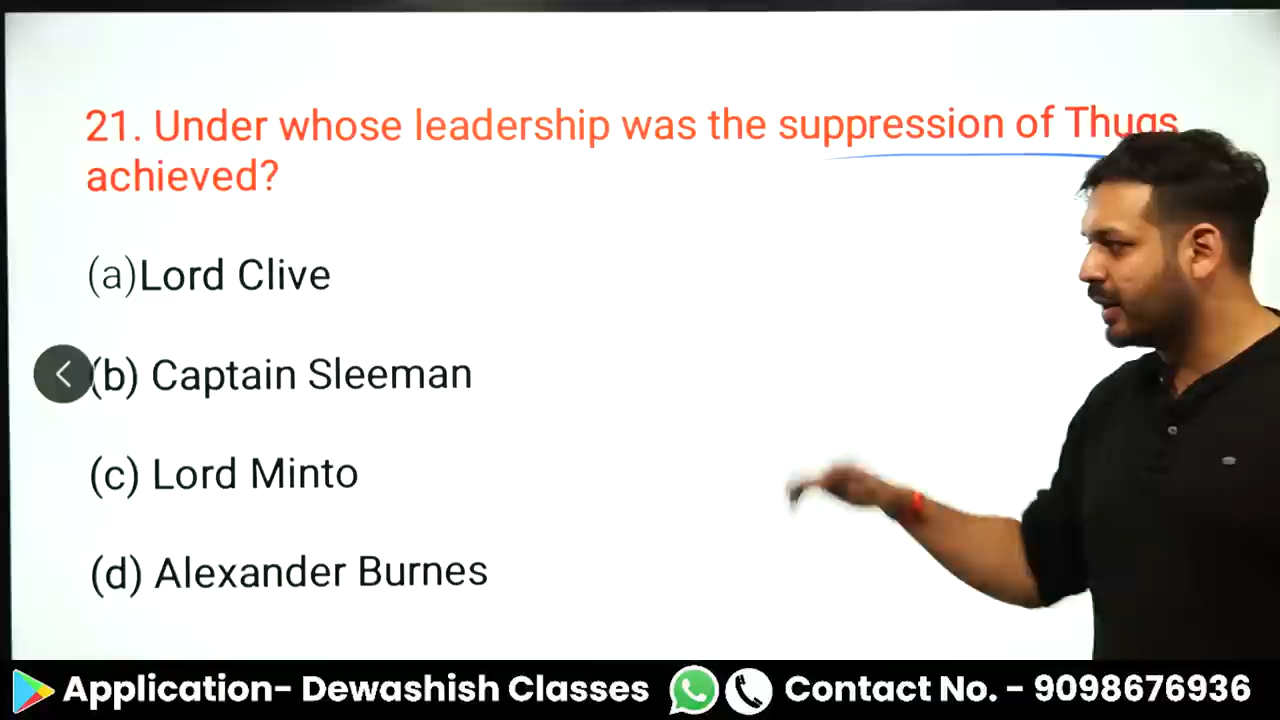 21. Under whose leadership was the suppression of Thugs
achieved?
(a)Lord Clive
(b) Captain Sleeman
(c) Lord Minto
(d) Alexander Burnes
Application- Dewashish Classes Contact No. - 9098676936